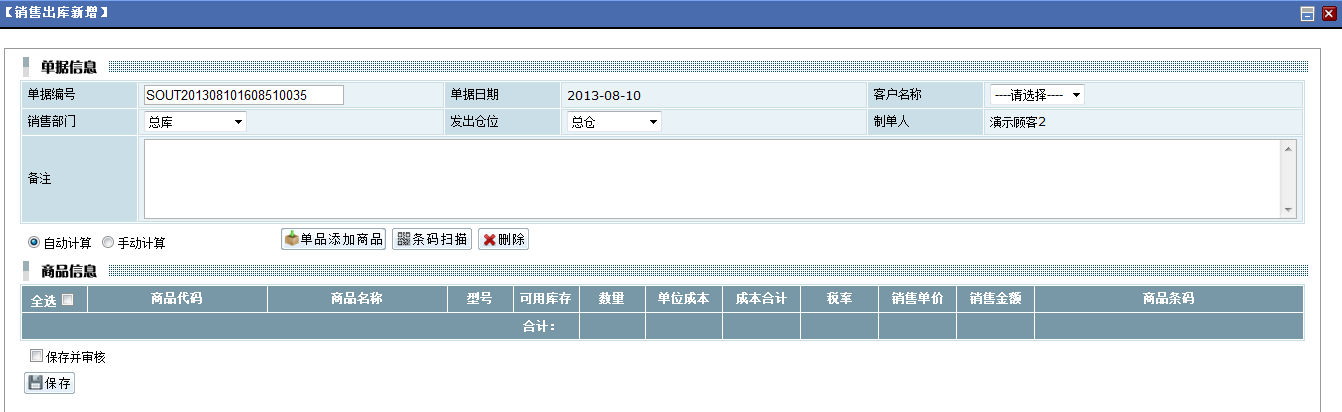 【销售出库新增】
单据信息
单据编号 SOUT201308101608510035 单据日期 2013-08-10 客户名称 ----请选择----
销售部门 总库 发出仓位 总仓 制单人 演示顾客2
备注
自动计算 手动计算 单品添加商品 条码扫描 删除
商品信息
全选 商品代码 商品名称 型号 可用库存 数量 单位成本 成本合计 税率 销售单价 销售金额 商品条码
合计：
保存并审核
保存